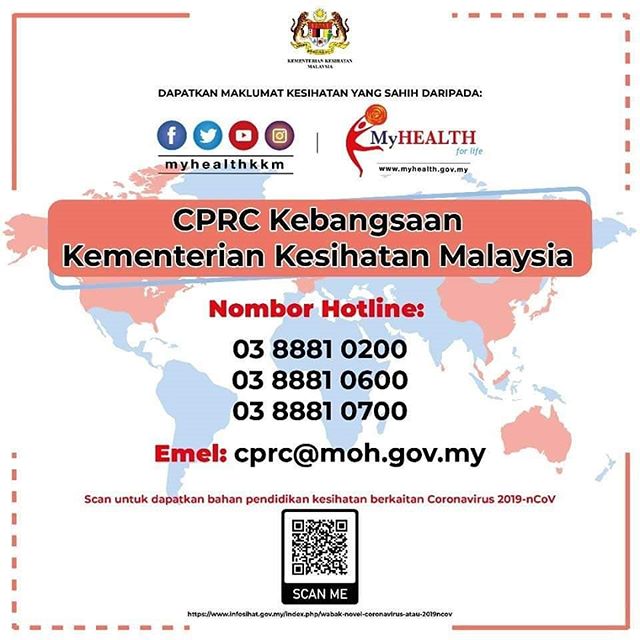 KEMENTERIAN KESIHATAN
MALAYSIA
DAPATKAN MAKLUMAT KESIHATAN YANG SAHIH DARIPADA:
myhealthkkm
MyHEALTH
for life
www.myhealth.gov.my
CPRC Kebangsaan
Kementerian Kesihatan Malaysia
Nombor Hotline:
03 8881 0200
03 8881 0600
03 8881 0700
Emel: cprc@moh.gov.my
Scan untuk dapatkan bahan pendidikan kesihatan berkaitan Coronavirus 2019-nCoV
SCAN ME
https://www.infosihat.gov.my/index.php/wabak-novel-coronavirus-atau-2019ncov